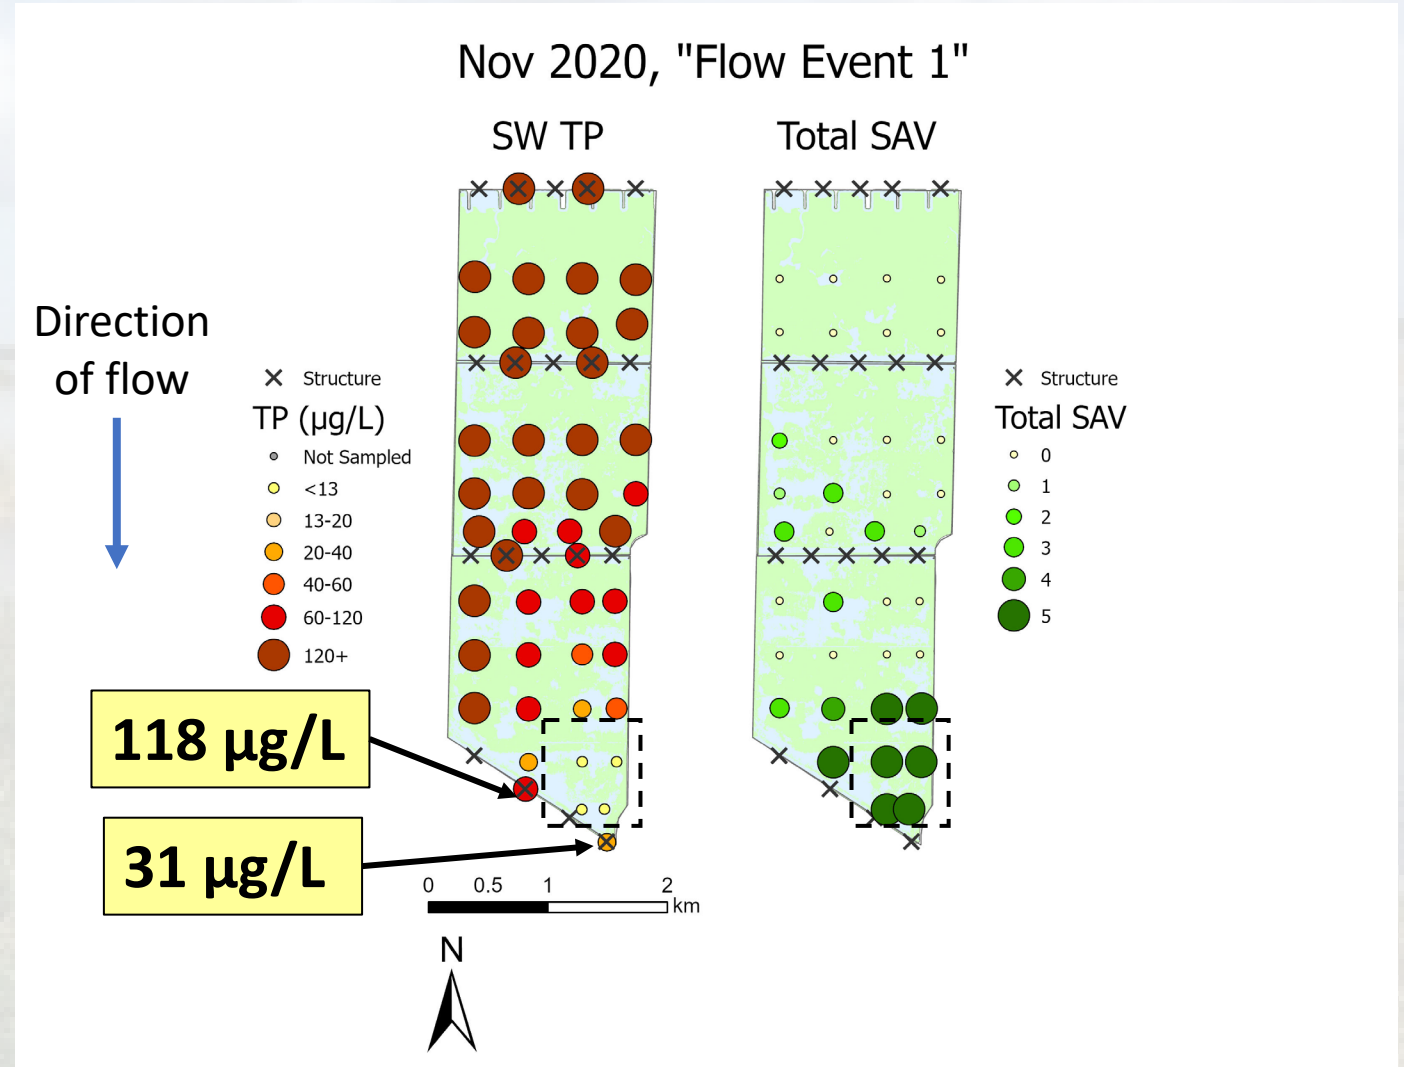 Nov 2020, "Flow Event 1"
SW TP
Total SAV
Direction
of flow
Structure
TP (µg/L)
Not Sampled
<13
13-20
20-40
40-60
60-120
120+
Structure
Total SAV
0
1
2
3
4
5
118 µg/L
31 µg/L
0 0.5 1 2
km
N